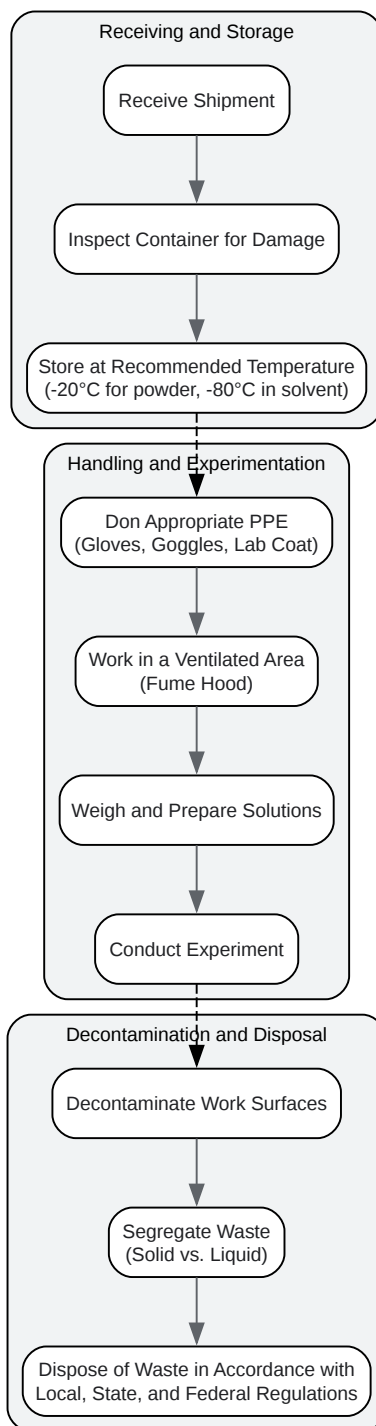 Receiving and Storage
Receive Shipment
Inspect Container for Damage
Store at Recommended Temperature
(-20°C for powder, -80°C in solvent)
Handling and Experimentation
Don Appropriate PPE
(Gloves, Goggles, Lab Coat)
Work in a Ventilated Area
(Fume Hood)
Weigh and Prepare Solutions
Conduct Experiment
Decontamination and Disposal
Decontaminate Work Surfaces
Segregate Waste
(Solid vs. Liquid)
Dispose of Waste in Accordance with
Local, State, and Federal Regulations